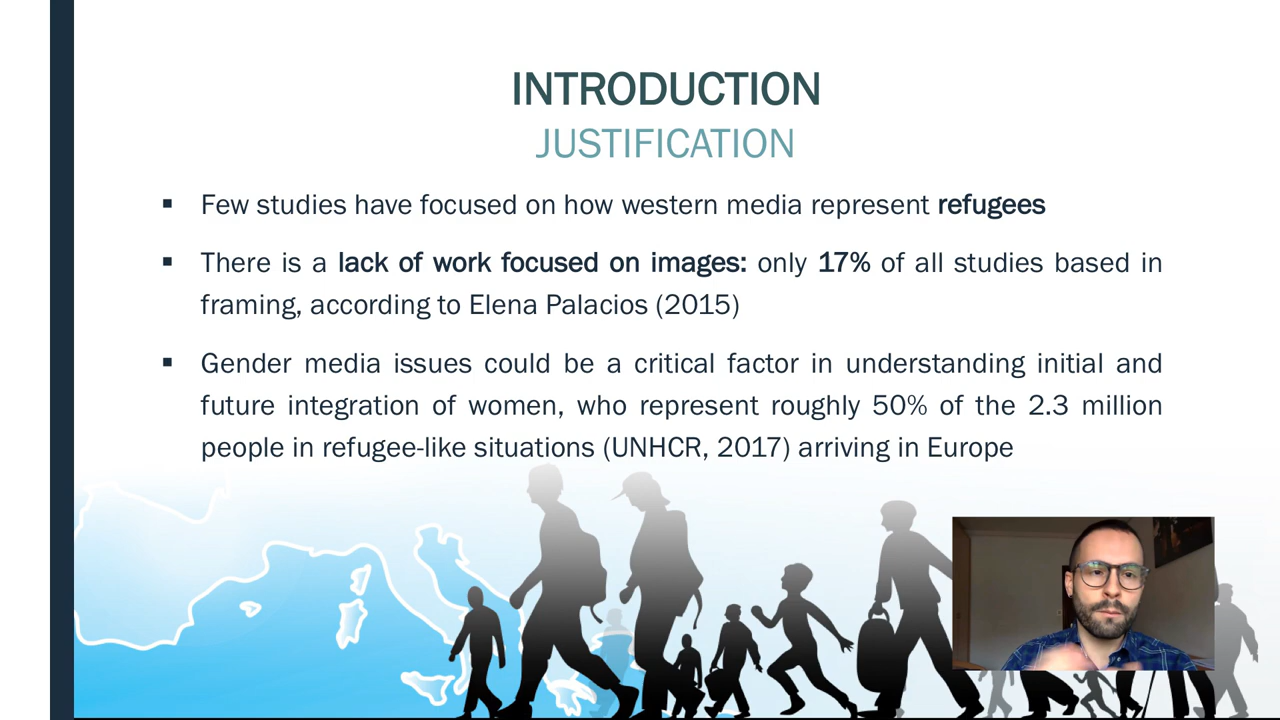 INTRODUCTION
JUSTIFICATION
▪ Few studies have focused on how western media represent refugees
▪ There is a lack of work focused on images: only 17% of all studies based in
framing, according to Elena Palacios (2015)
▪ Gender media issues could be a critical factor in understanding initial and
future integration of women, who represent roughly 50% of the 2.3 million
people in refugee-like situations (UNHCR, 2017) arriving in Europe